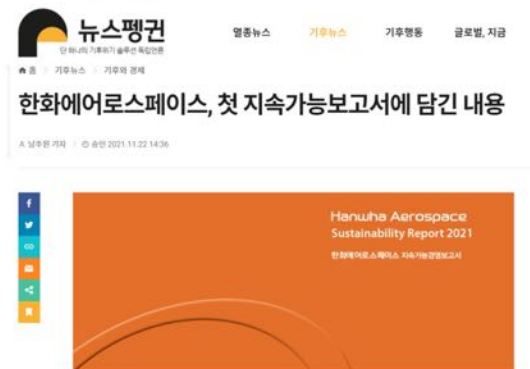 뉴스펭귄
단 하나의 기후위기 솔루션 독립언론
멸종뉴스 기후뉴스 기후행동 글로벌, 지금
홈 > 기후뉴스 > 기후와 경제
한화에어로스페이스, 첫 지속가능보고서에 담긴 내용
남주원 기자 승인 2021.11.22 14:36
Hanwha Aerospace
Sustainability Report 2021
한화에어로스페이스 지속가능경영보고서